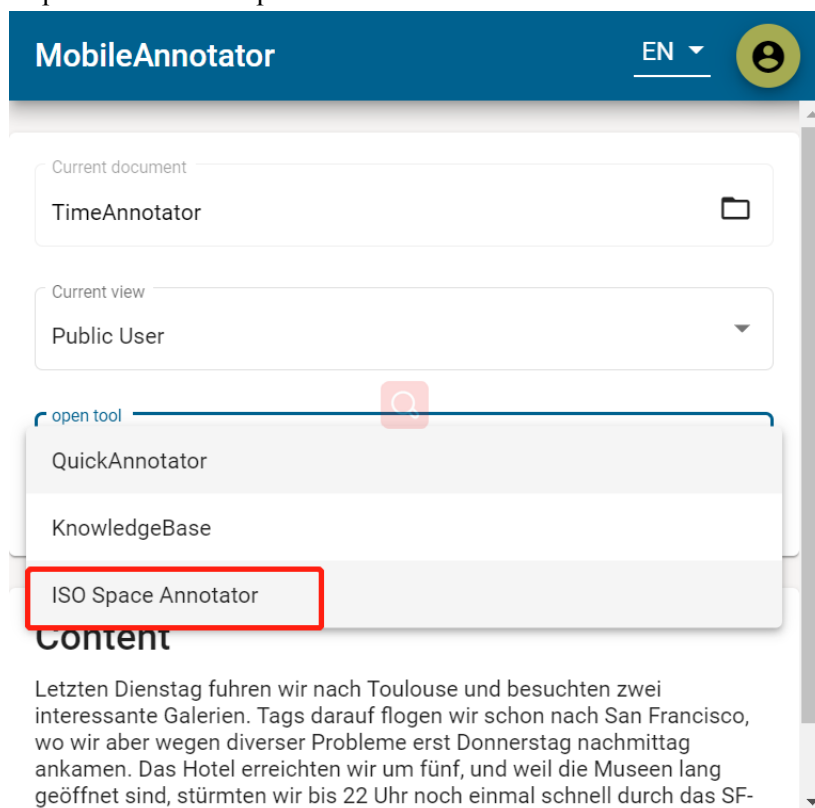 MobileAnnotator
EN
Current document
TimeAnnotator
Current view
Public User
open tool
QuickAnnotator
KnowledgeBase
ISO Space Annotator
Content
Letzten Dienstag fuhren wir nach Toulouse und besuchten zwei
interessante Galerien. Tags darauf flogen wir schon nach San Francisco,
wo wir aber wegen diverser Probleme erst Donnerstag nachmittag
ankamen. Das Hotel erreichten wir um fünf, und weil die Museen lang
geöffnet sind, stürmten wir bis 22 Uhr noch einmal schnell durch das SF-